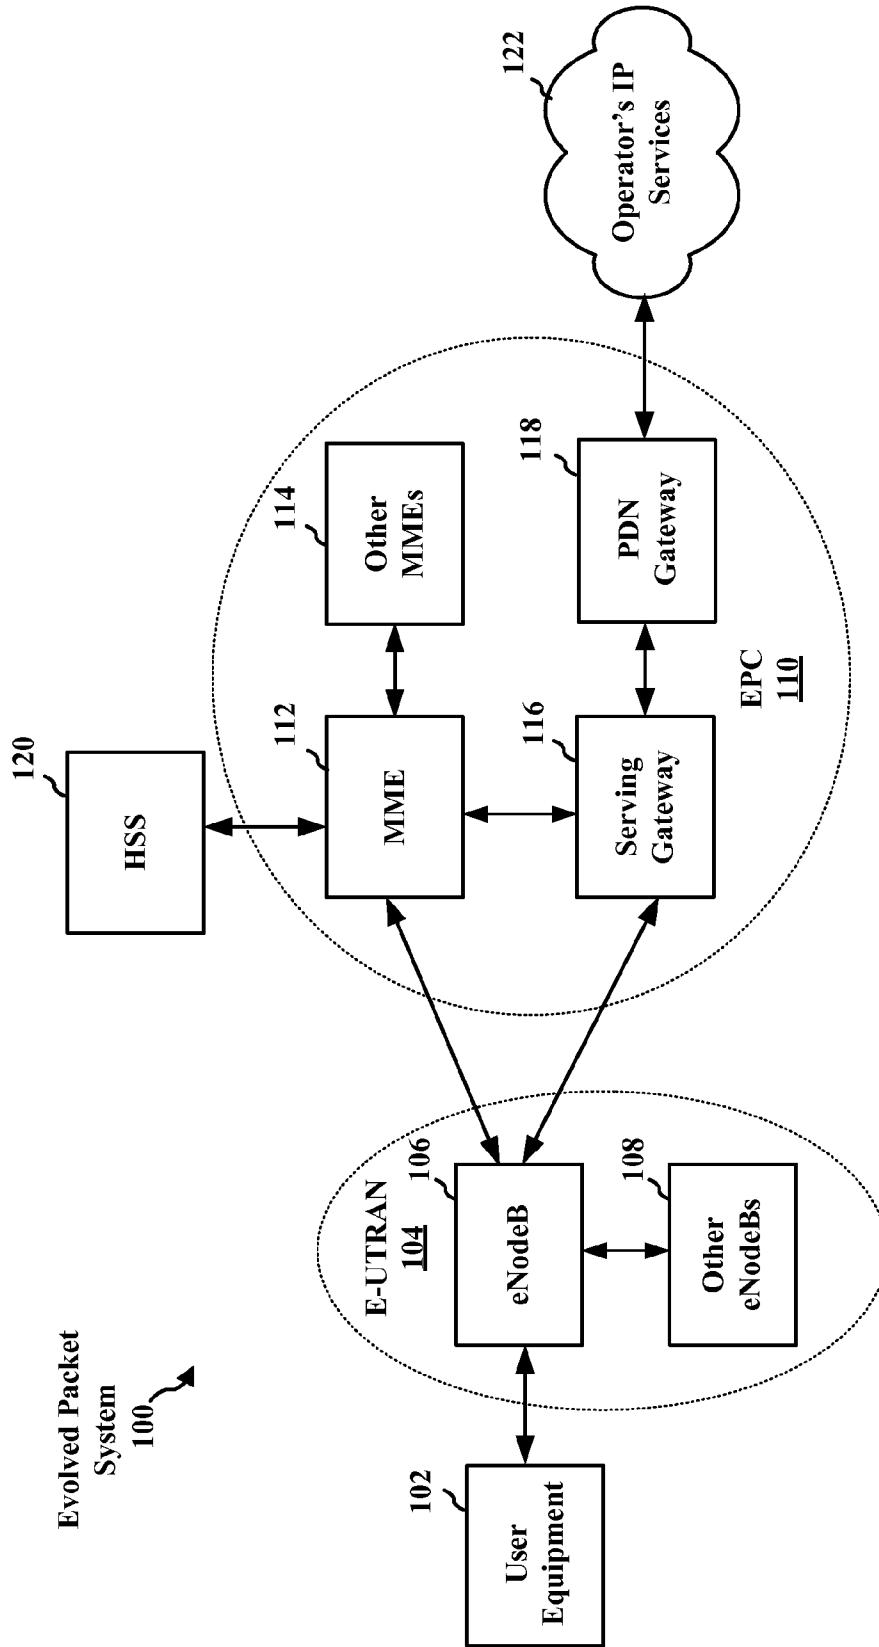 Evolved Packet
System
100
102
User
Equipment
E-UTRAN
104
106
eNodeB
108
Other
eNodeBs
120
HSS
112
MME
114
Other
MMEs
116
Serving
Gateway
118
PDN
Gateway
EPC
110
122
Operator's IP
Services